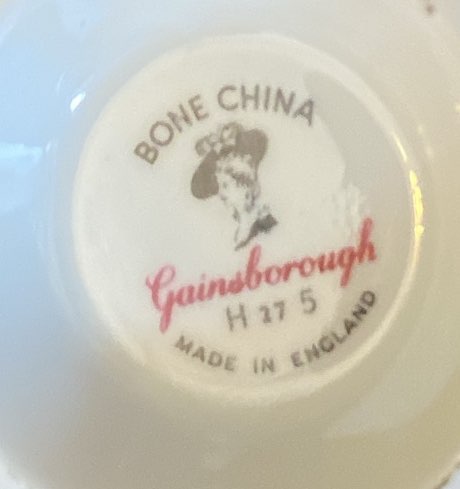 BONE CHINA
Gainsborough
H 27 5
MADE IN ENGLAND